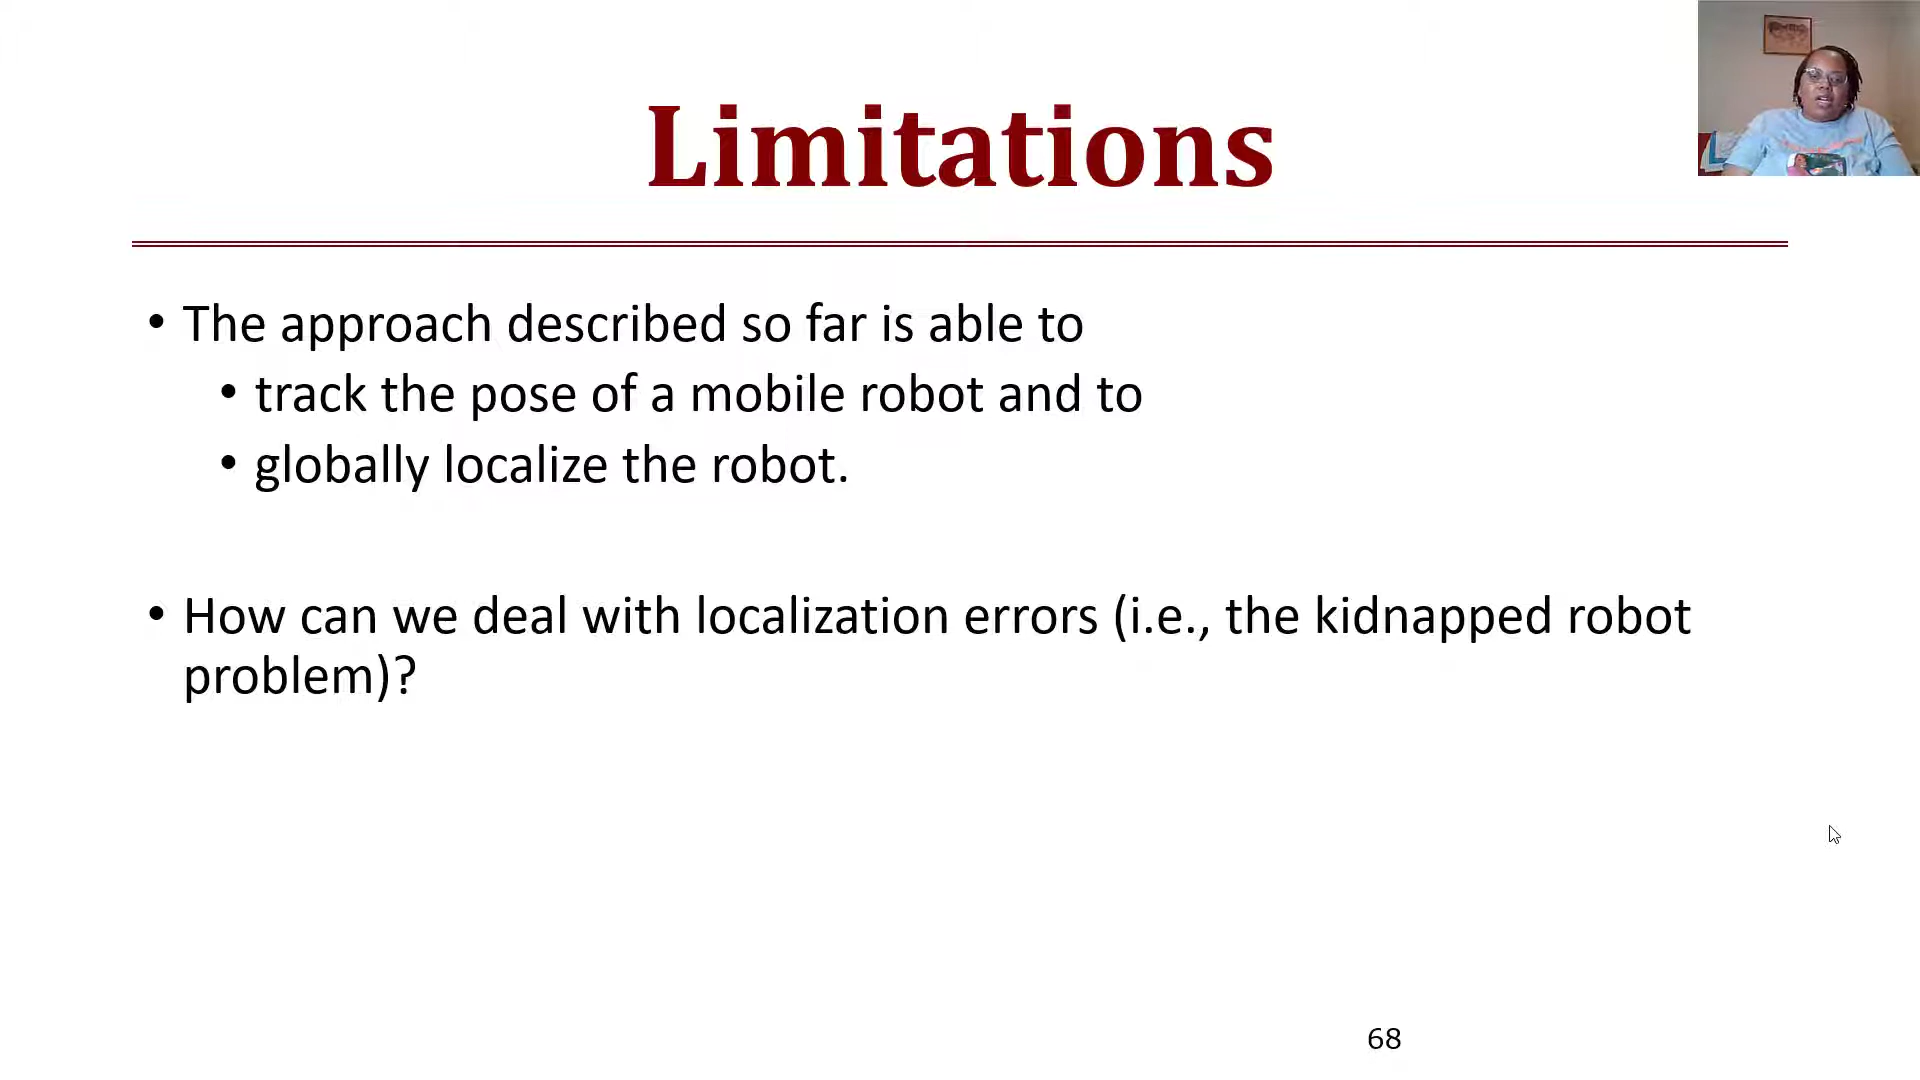 Limitations
• The approach described so far is able to
• track the pose of a mobile robot and to
• globally localize the robot.
• How can we deal with localization errors (i.e., the kidnapped robot
problem)?
68